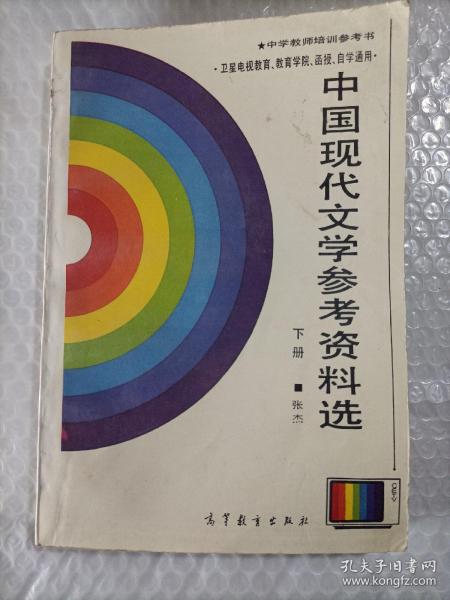 ★中学教师培训参考书
·卫星电视教育、教育学院、函授、自学通用·
中国现代文学参考资料选
下册
■张杰
CETV
高等教育出版社
孔夫子旧书网
www.kongfz.com